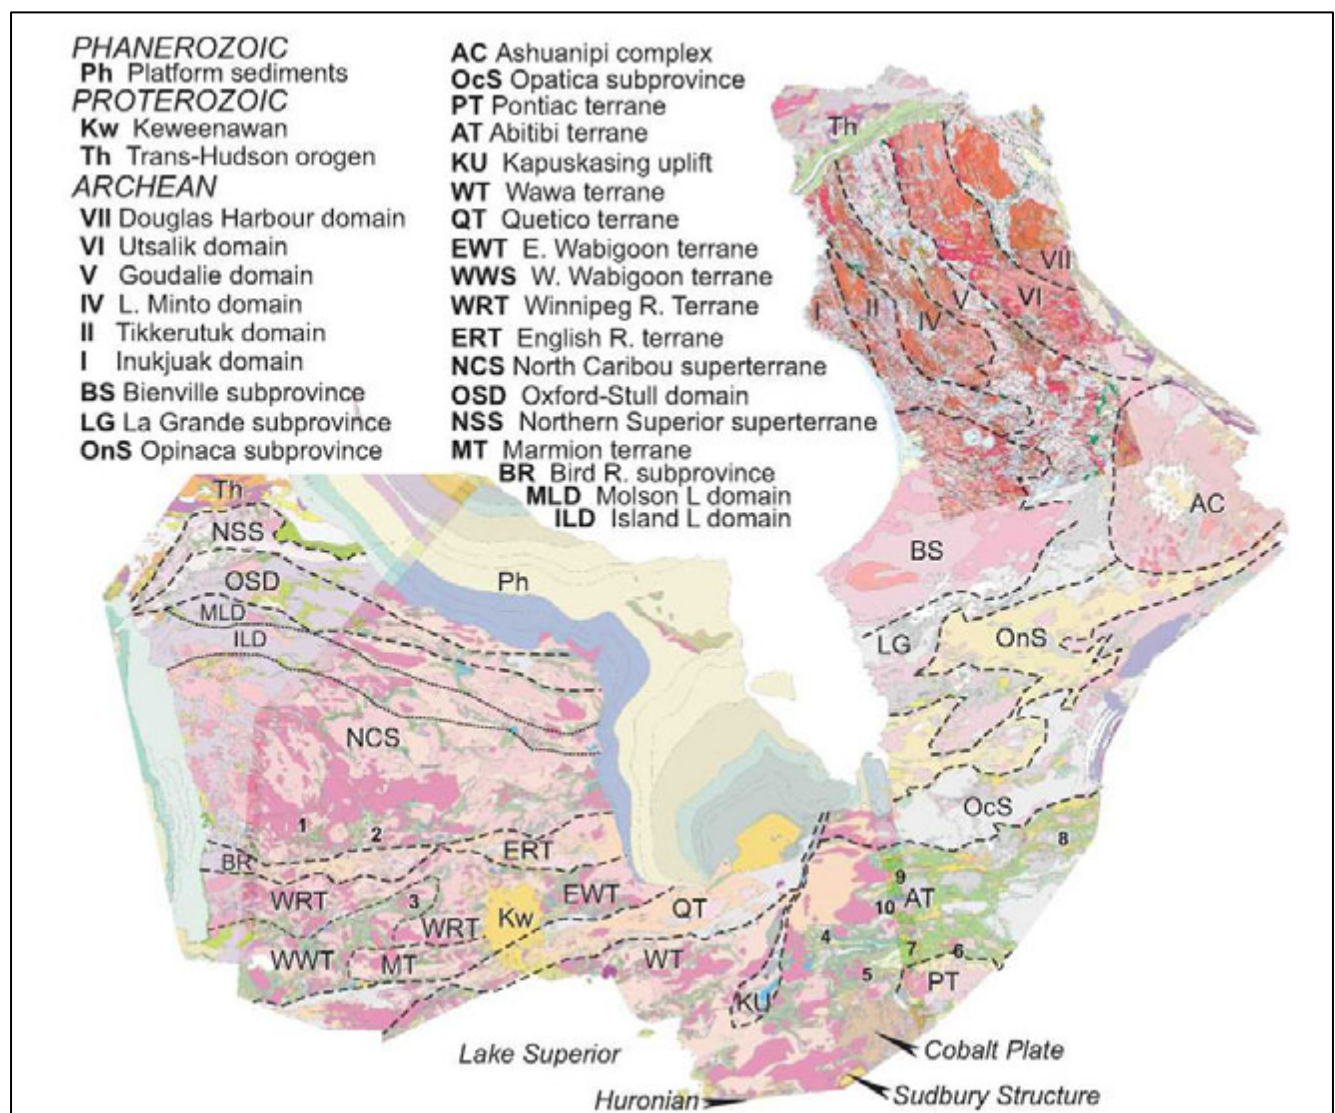 PHANEROZOIC
Ph Platform sediments
PROTEROZOIC
Kw Keweenawan
Th Trans-Hudson orogen
ARCHEAN
VII Douglas Harbour domain
VI Utsalik domain
V Goudalie domain
IV L. Minto domain
II Tikkerutuk domain
I Inukjuak domain
BS Bienville subprovince
LG La Grande subprovince
OnS Opinaca subprovince
AC Ashuanipi complex
OcS Opatica subprovince
PT Pontiac terrane
AT Abitibi terrane
KU Kapuskasing uplift
WT Wawa terrane
QT Quetico terrane
EWT E. Wabigoon terrane
WWS W. Wabigoon terrane
WRT Winnipeg R. Terrane
ERT English R. terrane
NCS North Caribou superterrane
OSD Oxford-Stull domain
NSS Northern Superior superterrane
MT Marmion terrane
BR Bird R. subprovince
MLD Molson L domain
ILD Island L domain
Th
VII
VI
V
IV
II
I
AC
BS
LG
OnS
OcS
Th
NSS
OSD
MLD
ILD
Ph
NCS
1
2
BR
ERT
WRT
3
WRT
Kw
EWT
QT
WWT
MT
WT
KU
8
9
AT
10
4
7
6
5
PT
Lake Superior
Cobalt Plate
Sudbury Structure
Huronian